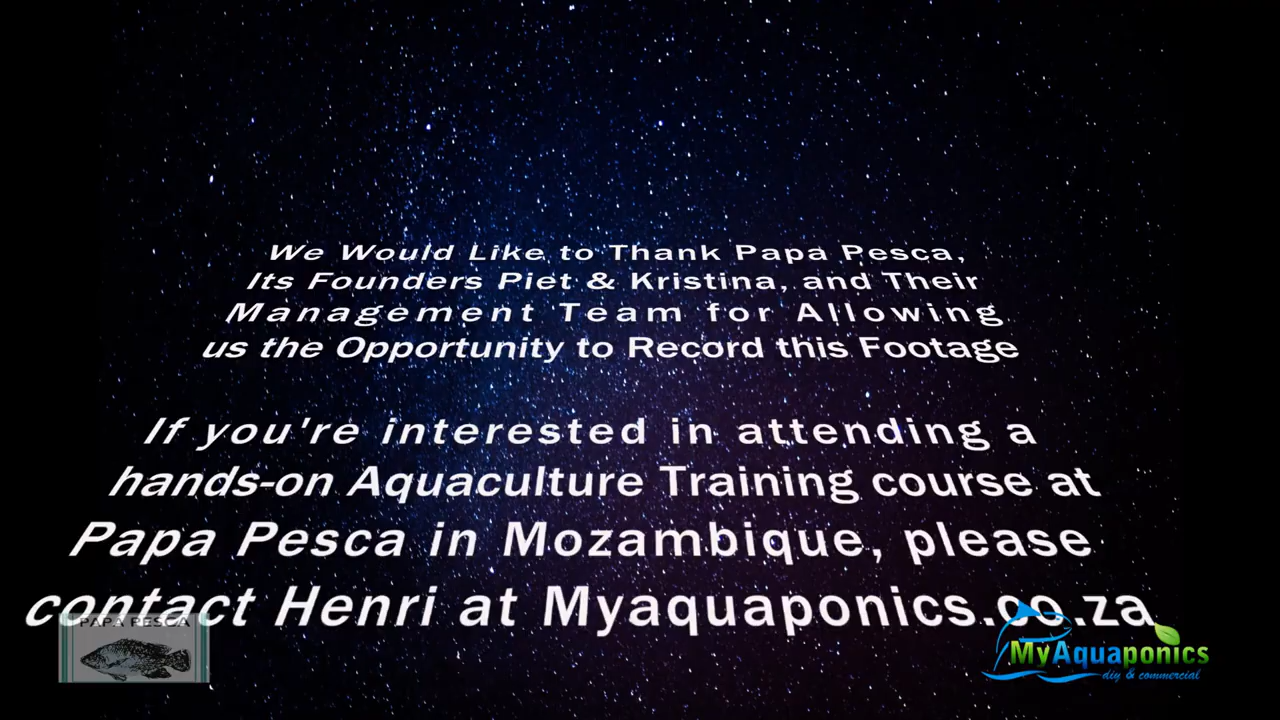 We Would Like to Thank Papa Pesca,
Its Founders Piet & Kristina, and Their
Management Team for Allowing
us the Opportunity to Record this Footage
If you're interested in attending a
hands-on Aquaculture Training course at
Papa Pesca in Mozambique, please
contact Henri at Myaquaponics.co.za
PAPA PESCA
MyAquaponics
diy & commercial